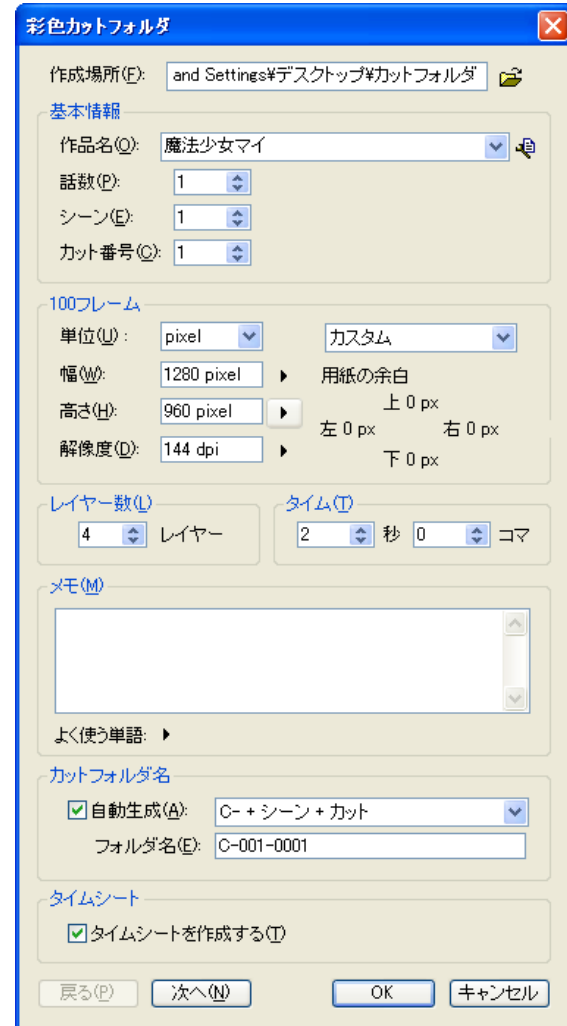 彩色カットフォルダ
作成場所(F): and Settings¥デスクトップ¥カットフォルダ
基本情報
作品名(O): 魔法少女マイ
話数(P): 1
シーン(E): 1
カット番号(C): 1
100フレーム
単位(U) : pixel カスタム
幅(W): 1280 pixel 用紙の余白
高さ(H): 960 pixel 上 0 px
左 0 px 右 0 px
解像度(D): 144 dpi 下 0 px
レイヤー数(L) タイム(T)
4 レイヤー 2 秒 0 コマ
メモ(M)
よく使う単語:
カットフォルダ名
自動生成(A): C- + シーン + カット
フォルダ名(E): C-001-0001
タイムシート
タイムシートを作成する(T)
戻る(P) 次へ(N) OK キャンセル